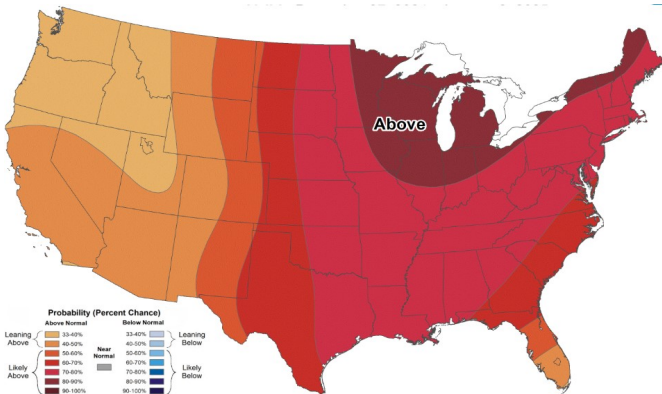 Above
Probability (Percent Chance)
Above Normal
Below Normal
Leaning
Above
33-40%
40-50%
Likely
Above
50-60%
60-70%
70-80%
80-90%
90-100%
Near
Normal
33-40%
40-50%
Leaning
Below
50-60%
60-70%
70-80%
80-90%
90-100%
Likely
Below